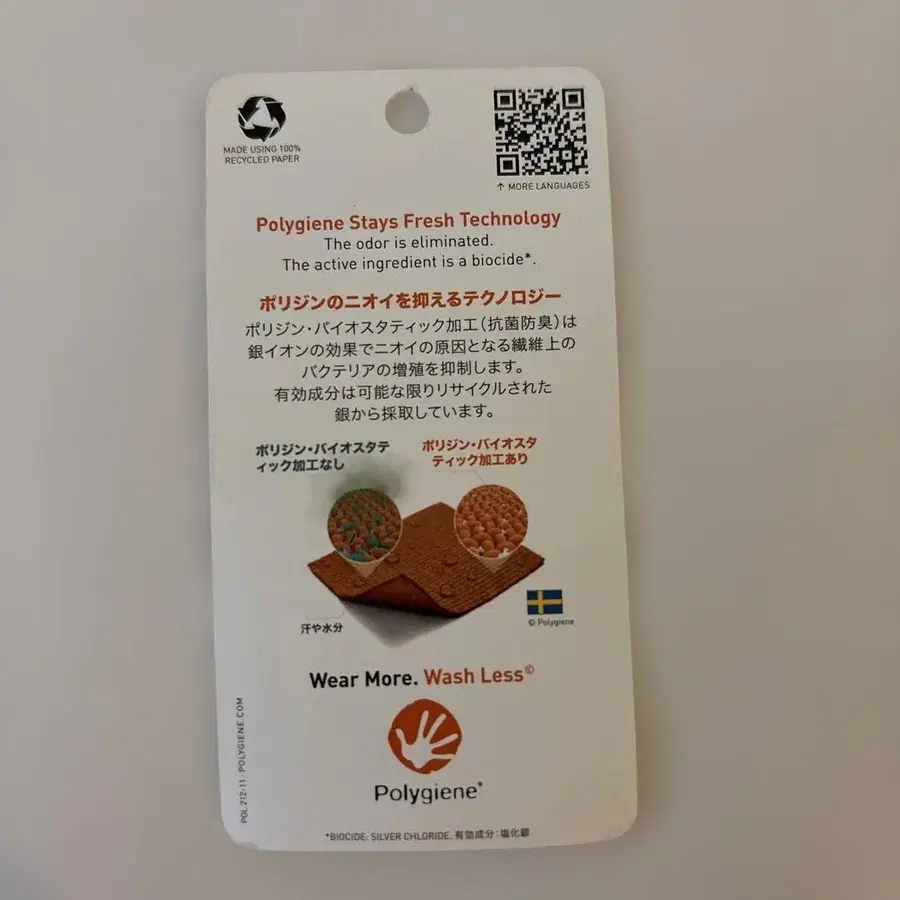 MADE USING 100%
RECYCLED PAPER
↑ MORE LANGUAGES
Polygiene Stays Fresh Technology
The odor is eliminated.
The active ingredient is a biocide*.
ポリジンのニオイを抑えるテクノロジー
ポリジン・バイオスタティック加工(抗菌防臭)は
銀イオンの効果でニオイの原因となる繊維上の
バクテリアの増殖を抑制します。
有効成分は可能な限りリサイクルされた
銀から採取しています。
ポリジン・バイオスタテ
ィック加工なし
ポリジン・バイオスタ
ティック加工あり
汗や水分
© Polygiene
Wear More. Wash Less©
Polygiene*
POL 212-11 POLYGIENE.COM
*BIOCIDE: SILVER CHLORIDE. 有効成分:塩化銀